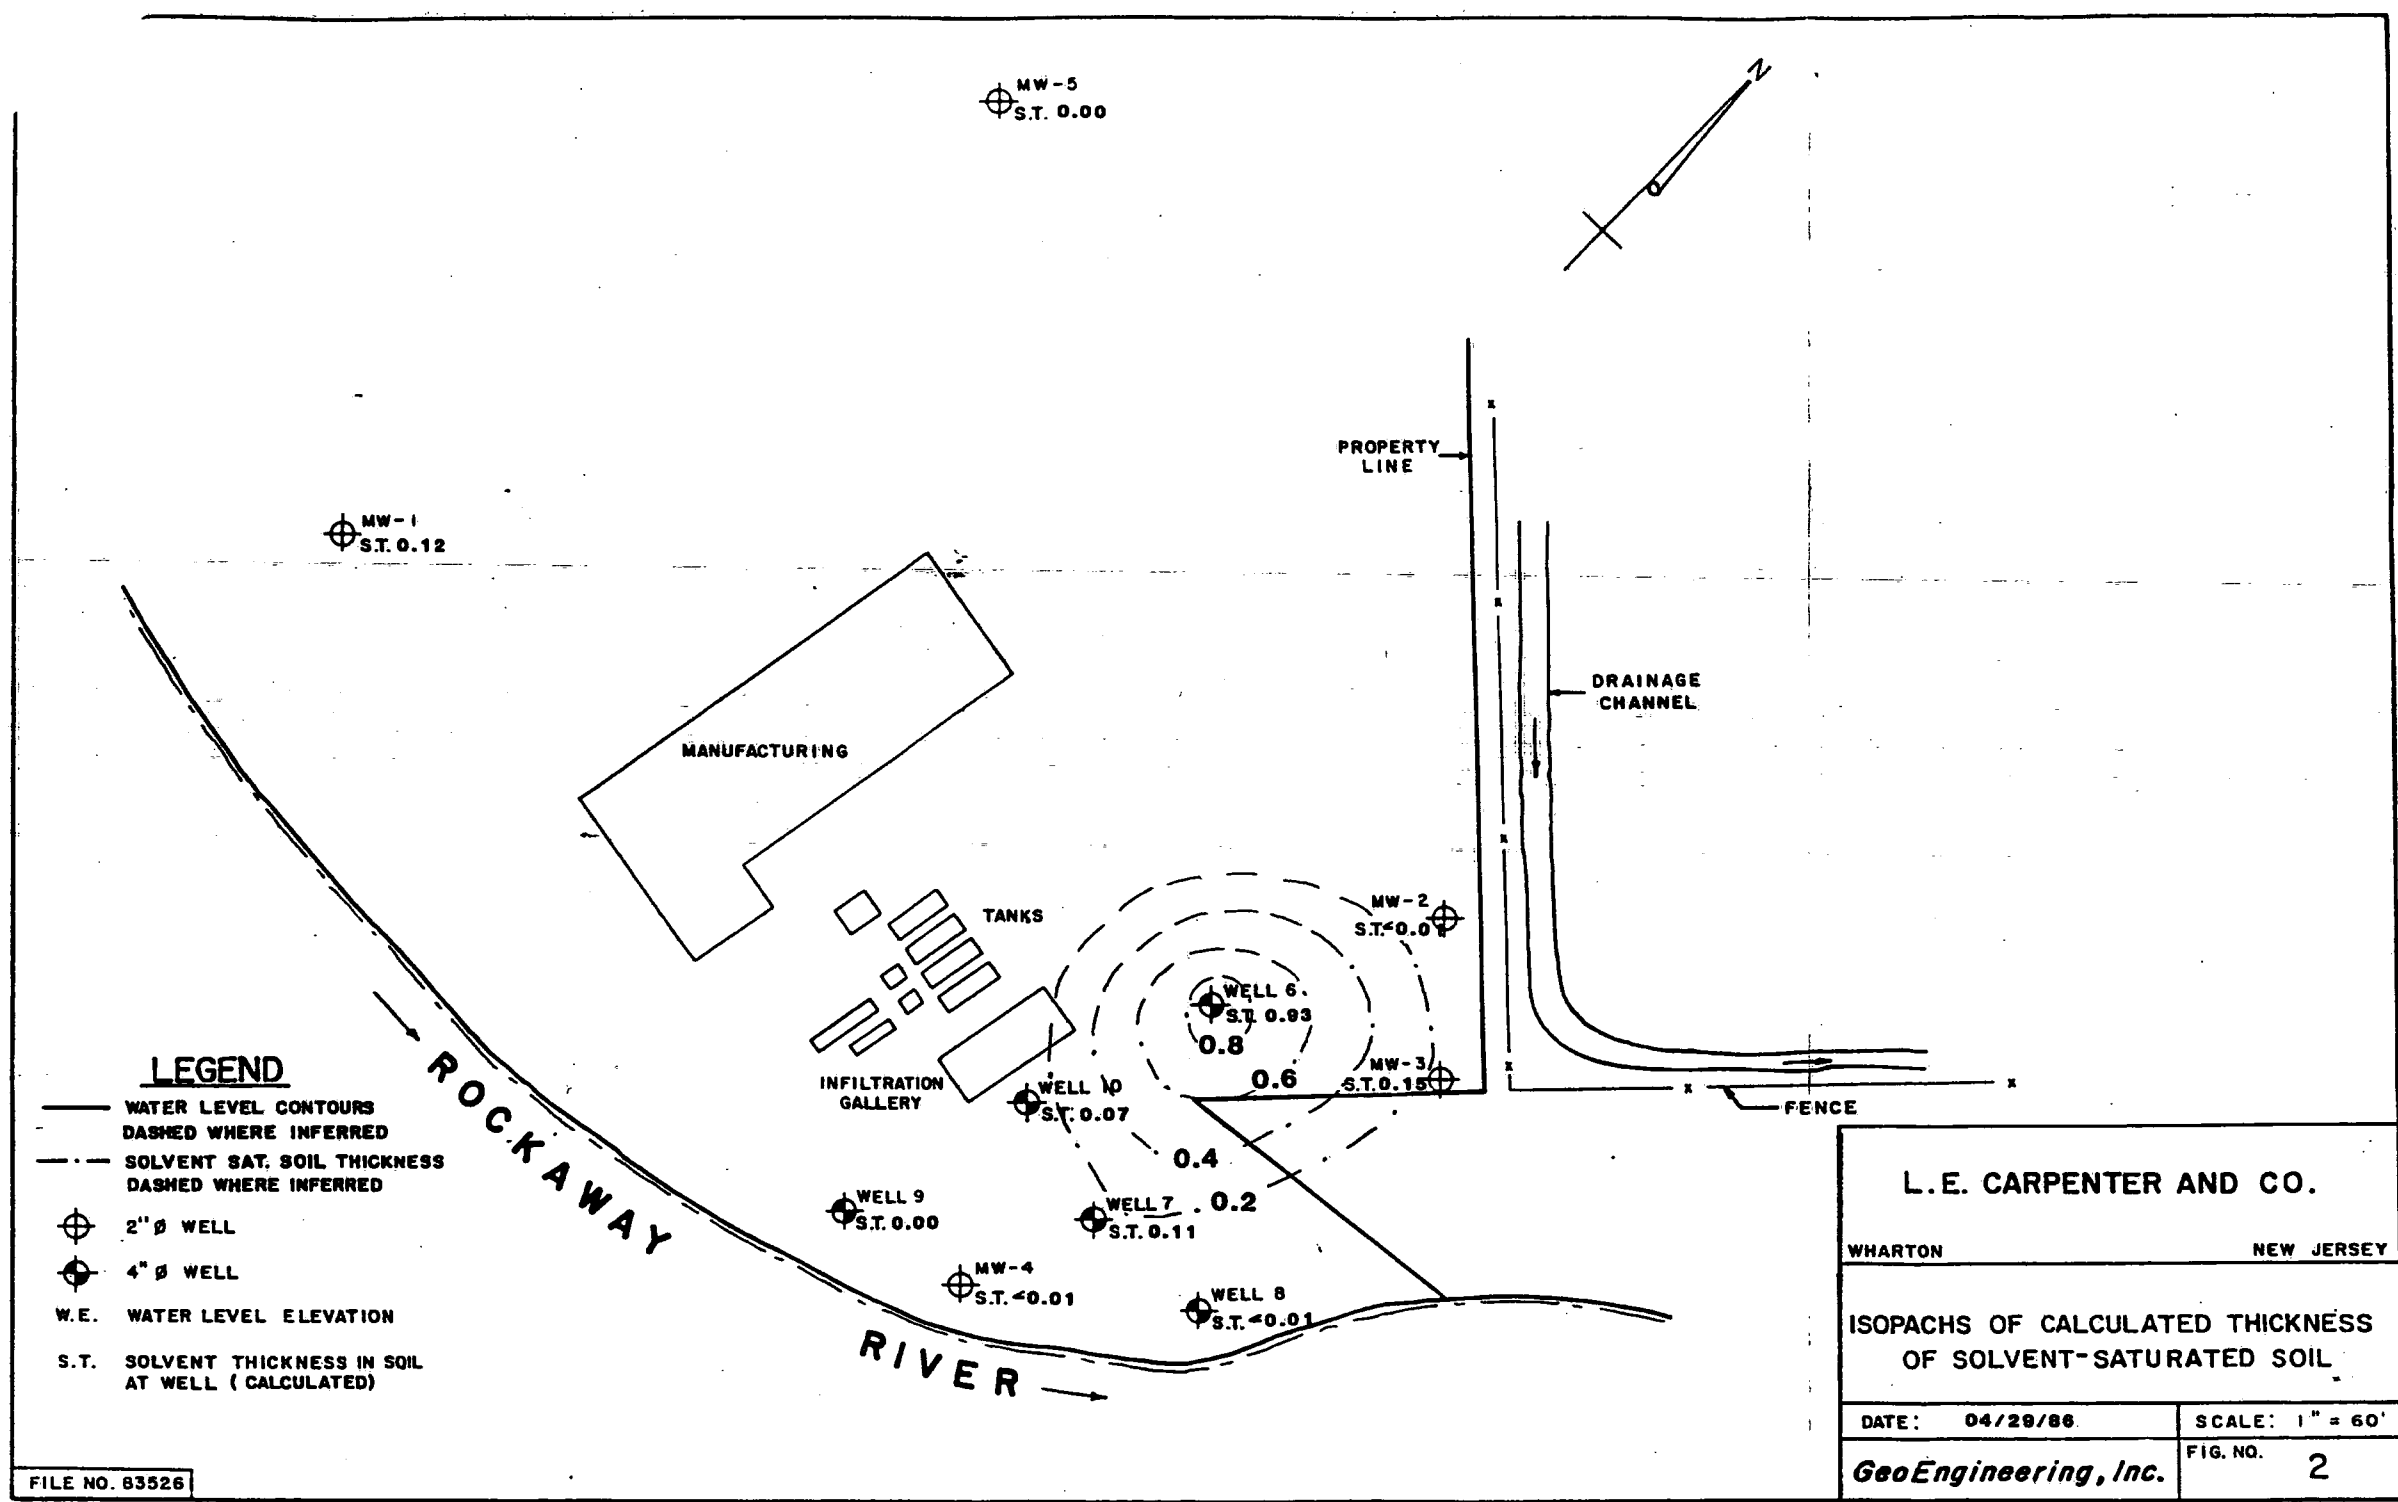 MW-5
S.T. 0.00
N
PROPERTY
LINE
MW-1
S.T. 0.12
DRAINAGE
CHANNEL
MANUFACTURING
TANKS
MW-2
S.T.<0.01
WELL 6
S.T. 0.93
0.8
0.6
MW-3
S.T.0.15
FENCE
INFILTRATION
GALLERY
WELL 10
S.T. 0.07
0.4
0.2
WELL 7
S.T. 0.11
WELL 9
S.T. 0.00
MW-4
S.T. <0.01
WELL 8
S.T. <0.01
ROCKAWAY
RIVER
LEGEND
WATER LEVEL CONTOURS
DASHED WHERE INFERRED
SOLVENT SAT. SOIL THICKNESS
DASHED WHERE INFERRED
2" Ø WELL
4" Ø WELL
W.E. WATER LEVEL ELEVATION
S.T. SOLVENT THICKNESS IN SOIL
AT WELL (CALCULATED)
FILE NO. 83526
L.E. CARPENTER AND CO.
WHARTON NEW JERSEY
ISOPACHS OF CALCULATED THICKNESS
OF SOLVENT-SATURATED SOIL
DATE: 04/29/86 SCALE: 1" = 60'
GeoEngineering, Inc. FIG. NO. 2